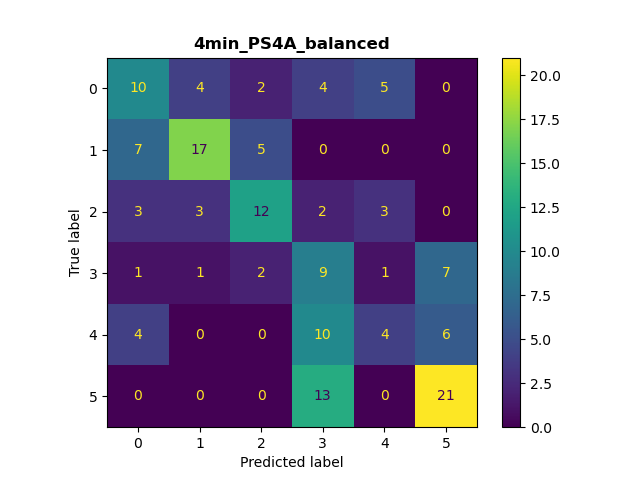 4min_PS4A_balanced
0 10 4 2 4 5 0
1 7 17 5 0 0 0
2 3 3 12 2 3 0
3 1 1 2 9 1 7
4 4 0 0 10 4 6
5 0 0 0 13 0 21
0 1 2 3 4 5
True label
Predicted label
20.0
17.5
15.0
12.5
10.0
7.5
5.0
2.5
0.0